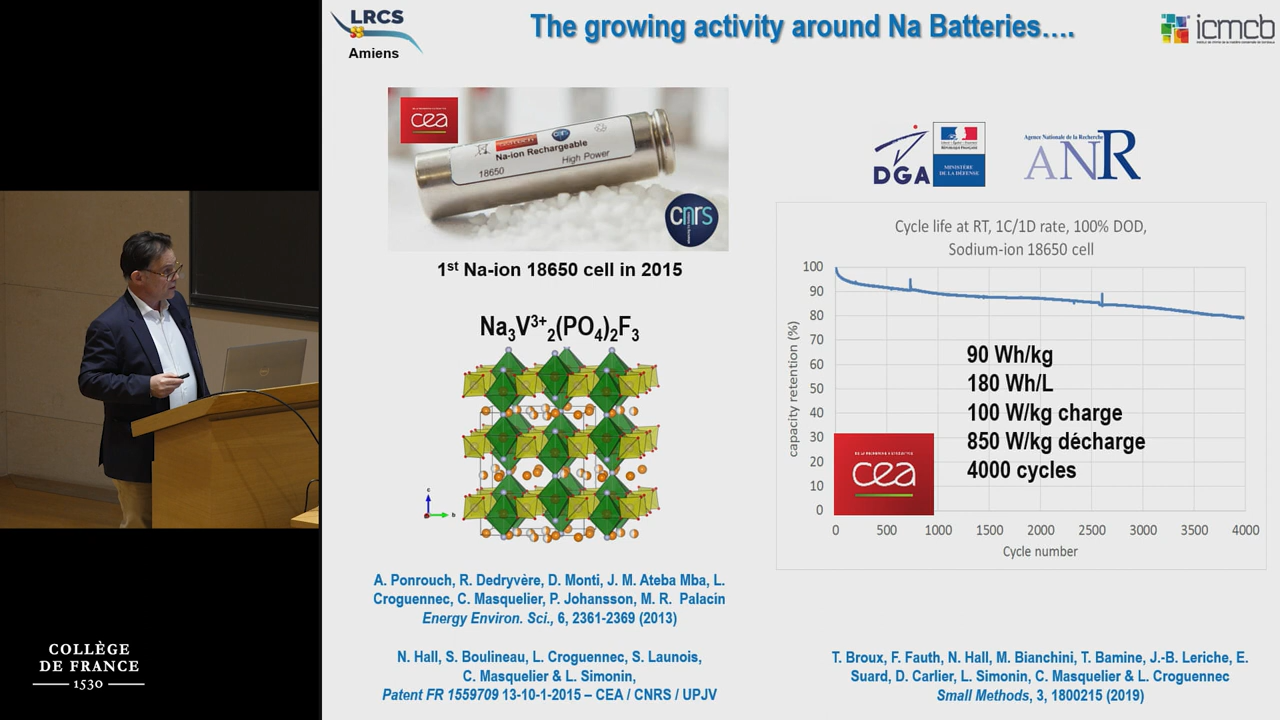 LRCS
Amiens
The growing activity around Na Batteries….
icmcb
cea
Na-ion Rechargeable
High Power
18650
cnrs
1st Na-ion 18650 cell in 2015
Na3V3+2(PO4)2F3
c
b
A. Ponrouch, R. Dedryvère, D. Monti, J. M. Ateba Mba, L.
Croguennec, C. Masquelier, P. Johansson, M. R. Palacin
Energy Environ. Sci., 6, 2361-2369 (2013)
N. Hall, S. Boulineau, L. Croguennec, S. Launois,
C. Masquelier & L. Simonin,
Patent FR 1559709 13-10-1-2015 – CEA / CNRS / UPJV
DGA
RÉPUBLIQUE FRANÇAISE
MINISTÈRE
DE LA DÉFENSE
Agence Nationale de la Recherche
ANR
Cycle life at RT, 1C/1D rate, 100% DOD,
Sodium-ion 18650 cell
capacity retention (%)
100
90
80
70
60
50
40
30
20
10
0
90 Wh/kg
180 Wh/L
100 W/kg charge
850 W/kg décharge
4000 cycles
cea
0 500 1000 1500 2000 2500 3000 3500 4000
Cycle number
T. Broux, F. Fauth, N. Hall, M. Bianchini, T. Bamine, J.-B. Leriche, E.
Suard, D. Carlier, L. Simonin, C. Masquelier & L. Croguennec
Small Methods, 3, 1800215 (2019)
COLLÈGE
DE FRANCE
1530